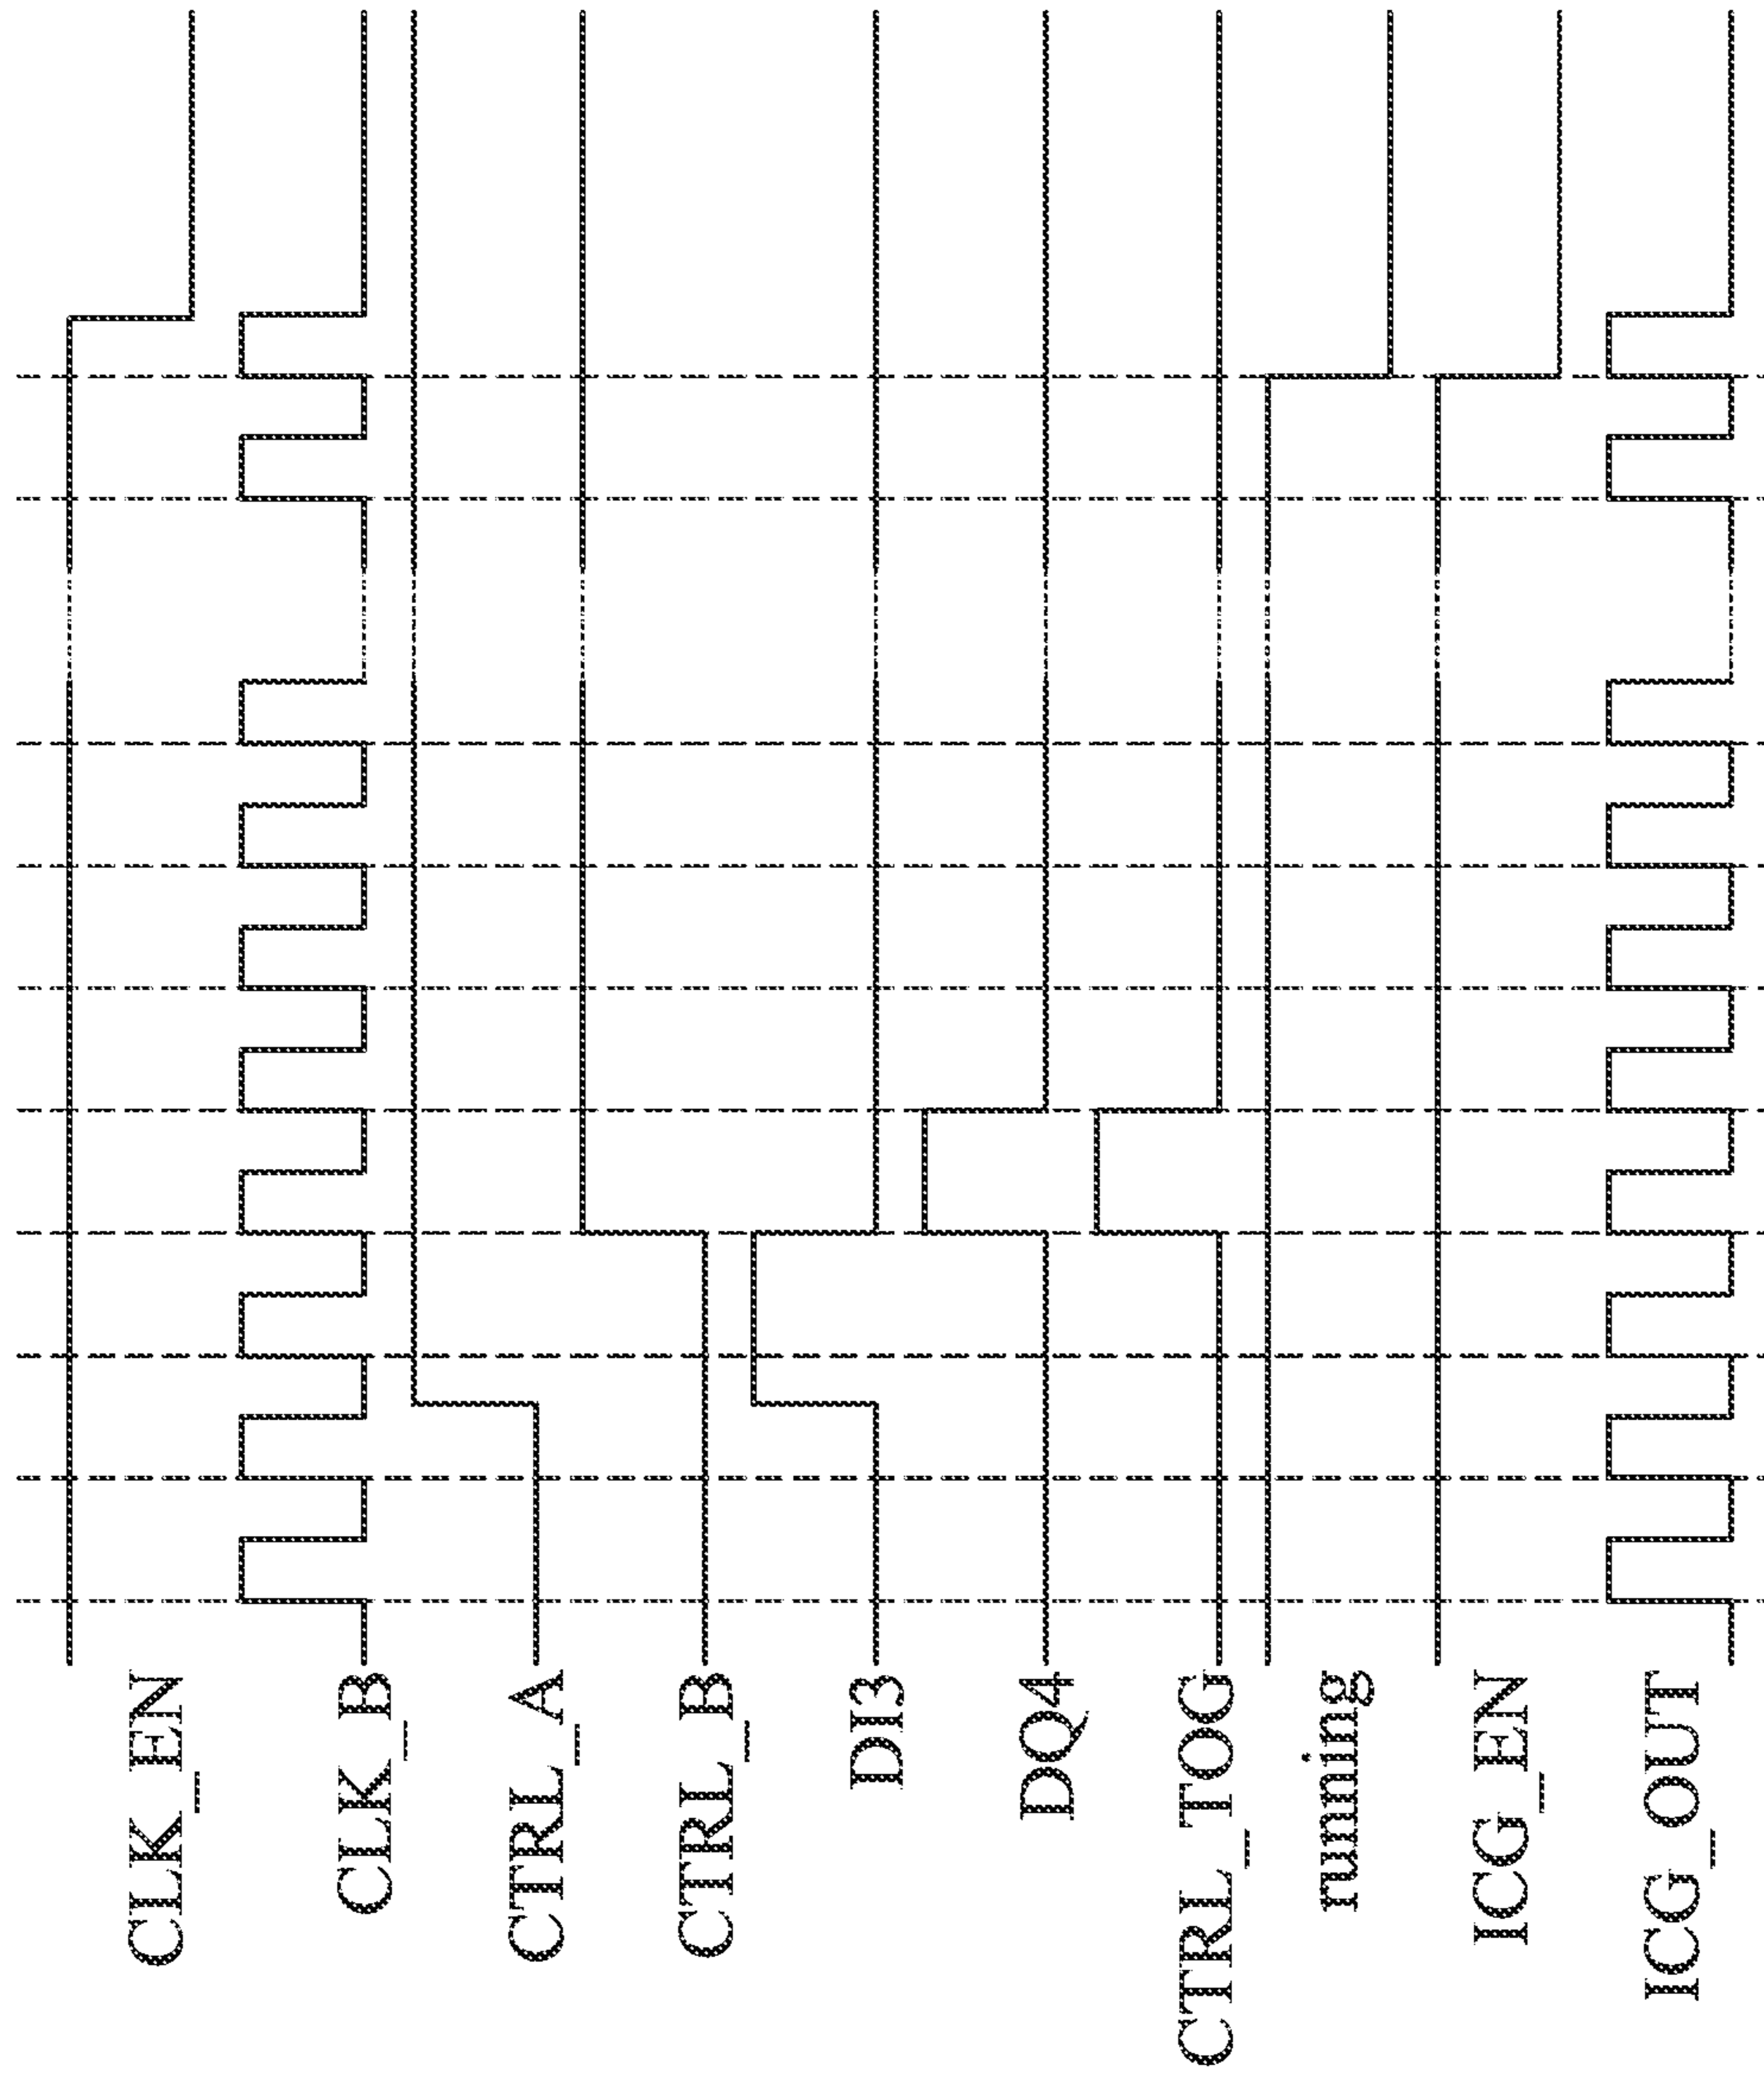 CLK_EN
CLK_B
CTRL_A
CTRL_B
DI3
DQ4
CTRL_TOG
running
ICG_EN
ICG_OUT